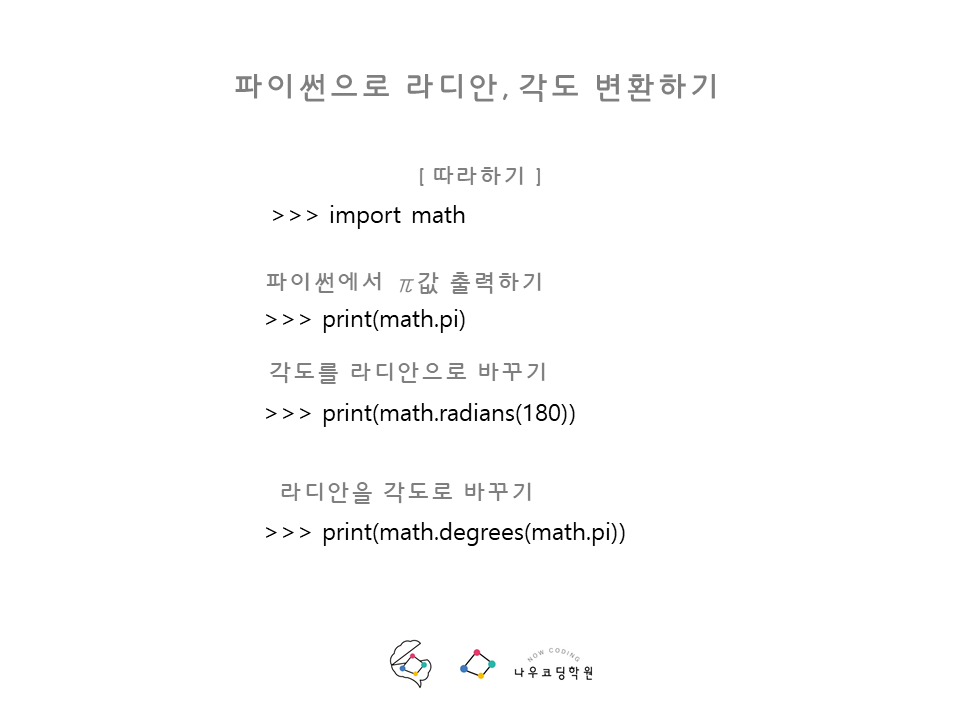 파이썬으로 라디안, 각도 변환하기
[ 따라하기 ]
>>> import math
파이썬에서 π값 출력하기
>>> print(math.pi)
각도를 라디안으로 바꾸기
>>> print(math.radians(180))
라디안을 각도로 바꾸기
>>> print(math.degrees(math.pi))
NOW CODING
나우코딩학원